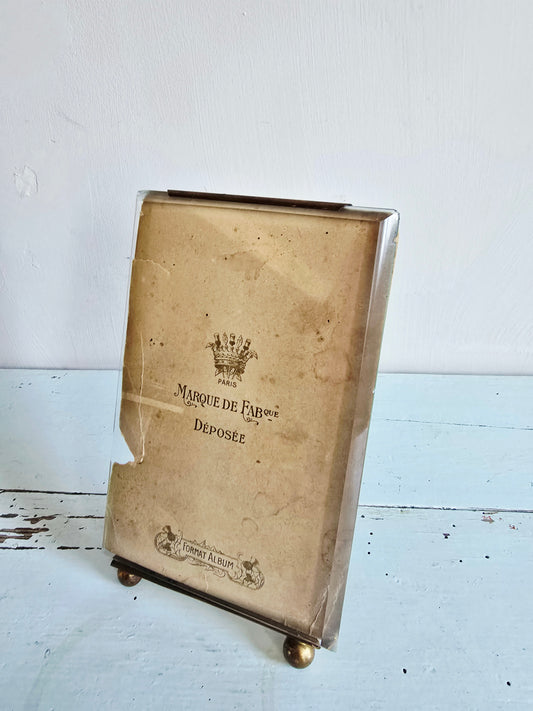 PARIS
MARQUE DE FABQUE
DÉPOSÉE
FORMAT ALBUM